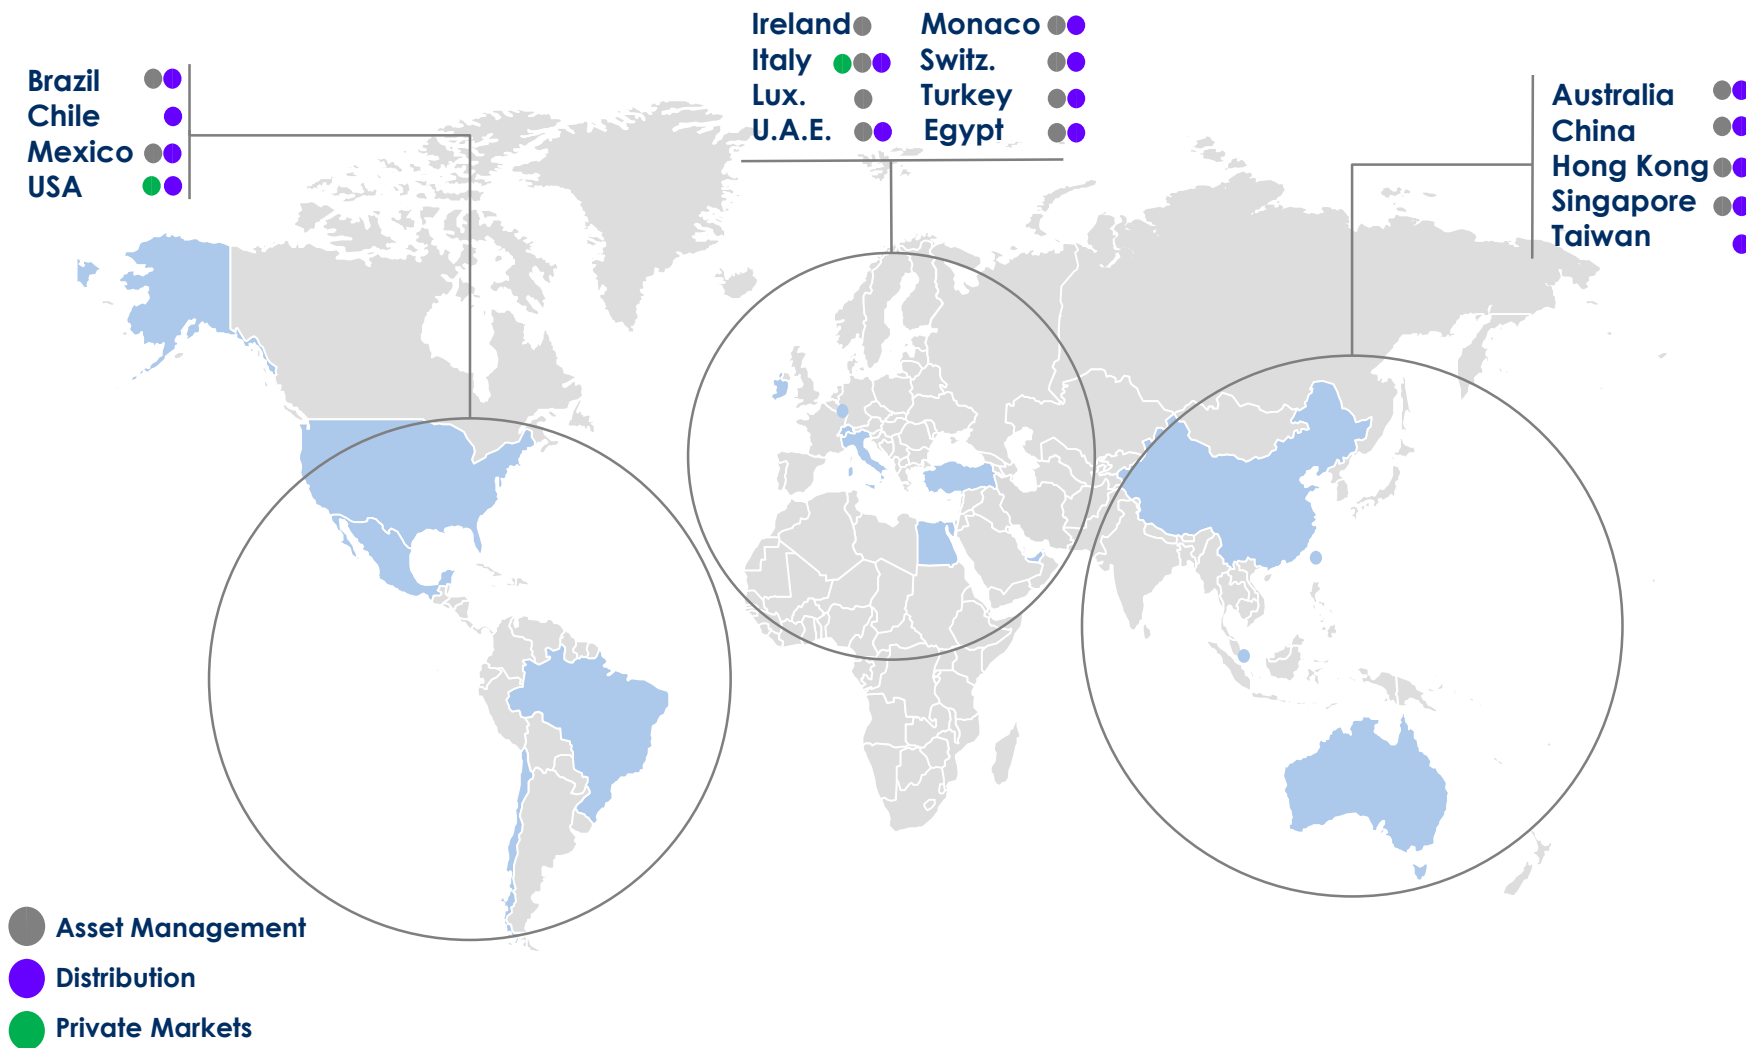 Brazil
Chile
Mexico
USA
Ireland
Italy
Lux.
U.A.E.
Monaco
Switz.
Turkey
Egypt
Australia
China
Hong Kong
Singapore
Taiwan
Asset Management
Distribution
Private Markets